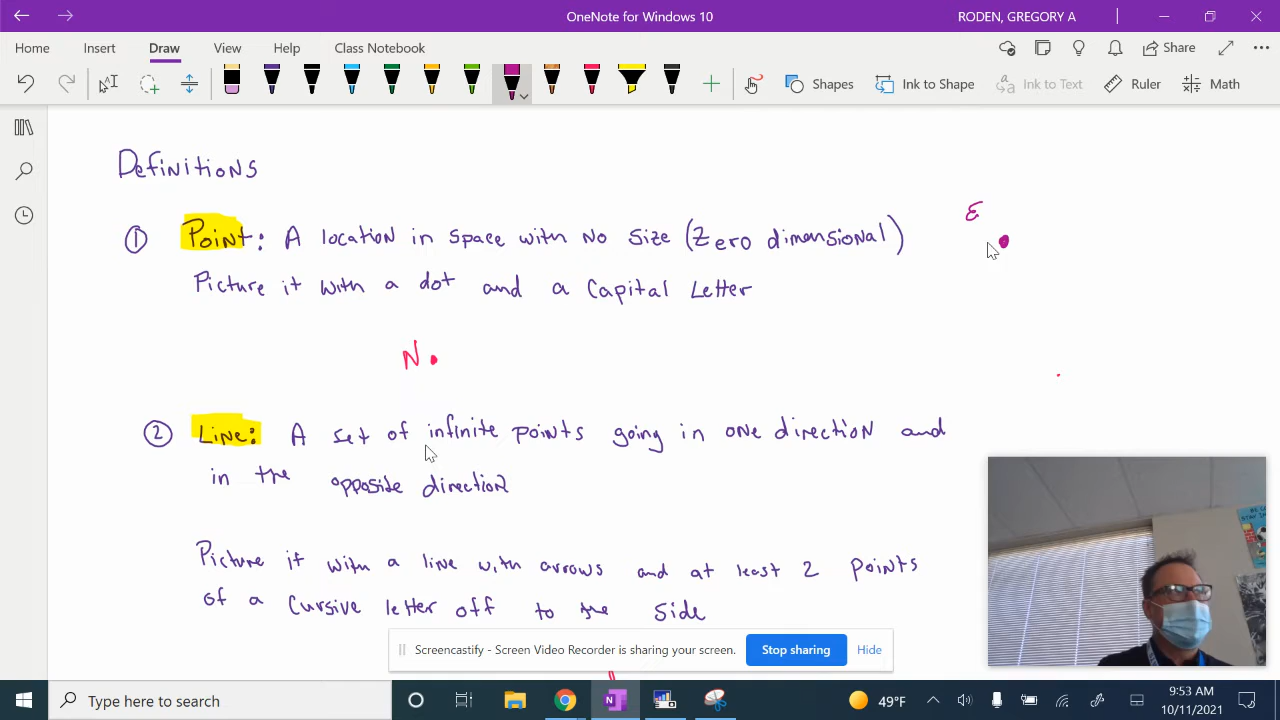 OneNote for Windows 10
RODEN, GREGORY A
Home Insert Draw View Help Class Notebook
Share
Shapes Ink to Shape Ink to Text Ruler Math
Definitions
① Point: A location in space with No size (Zero dimensional)
Picture it with a dot and a Capital Letter
E
N
② Line: A set of infinite points going in one direction and
in the opposite direction
Picture it with a line with arrows and at least 2 points
of a cursive letter off to the side
Screencastify - Screen Video Recorder is sharing your screen. Stop sharing Hide
Type here to search
49°F
9:53 AM
10/11/2021